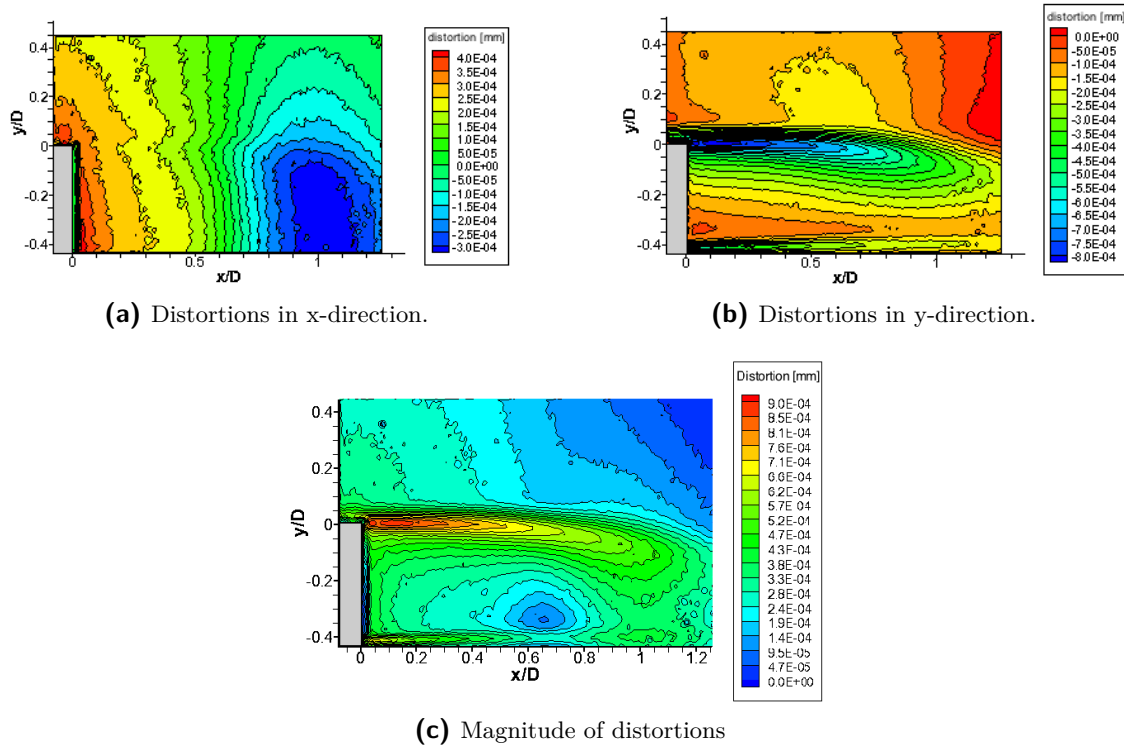 0.4
0.2
0
-0.2
-0.4
y/D
0
0.5
1
x/D
distortion [mm]
4.0E-04
3.5E-04
3.0E-04
2.5E-04
2.0E-04
1.5E-04
1.0E-04
5.0E-05
0.0E+00
-5.0E-05
-1.0E-04
-1.5E-04
-2.0E-04
-2.5E-04
-3.0E-04
(a) Distortions in x-direction.
0.4
0.2
0
-0.2
-0.4
y/D
0
0.5
1
x/D
distortion [mm]
0.0E+00
-5.0E-05
-1.0E-04
-1.5E-04
-2.0E-04
-2.5E-04
-3.0E-04
-3.5E-04
-4.0E-04
-4.5E-04
-5.0E-04
-5.5E-04
-6.0E-04
-6.5E-04
-7.0E-04
-7.5E-04
-8.0E-04
(b) Distortions in y-direction.
0.4
0.2
0
-0.2
-0.4
y/D
0
0.2
0.4
0.6
0.8
1
1.2
x/D
Distortion [mm]
9.0E-04
8.5E-04
8.1E-04
7.6E-04
7.1E-04
6.6E-04
6.2E-04
5.7E-04
5.2E-01
4.7E-04
4.3F-04
3.8E-04
3.3E-04
2.8E-04
2.4E-04
1.9E-04
1.4E-04
9.5E-05
4.7E-05
0.0E+00
(c) Magnitude of distortions